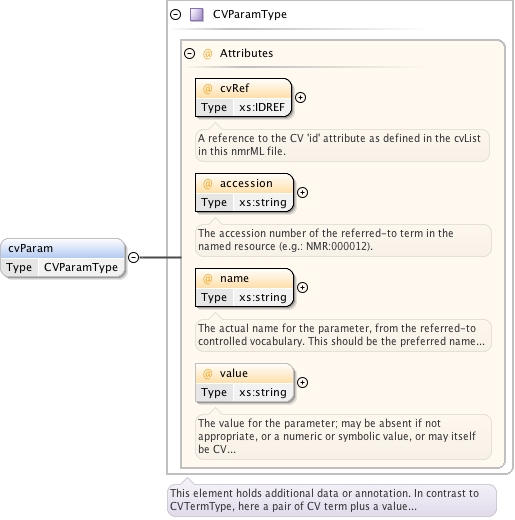 CVParamType
@ Attributes
@ cvRef
Type xs:IDREF
A reference to the CV 'id' attribute as defined in the cvList
in this nmrML file.
@ accession
Type xs:string
The accession number of the referred-to term in the
named resource (e.g.: NMR:000012).
cvParam
Type CVParamType
@ name
Type xs:string
The actual name for the parameter, from the referred-to
controlled vocabulary. This should be the preferred name...
@ value
Type xs:string
The value for the parameter; may be absent if not
appropriate, or a numeric or symbolic value, or may itself
be CV...
This element holds additional data or annotation. In contrast to
CVTermType, here a pair of CV term plus a value...